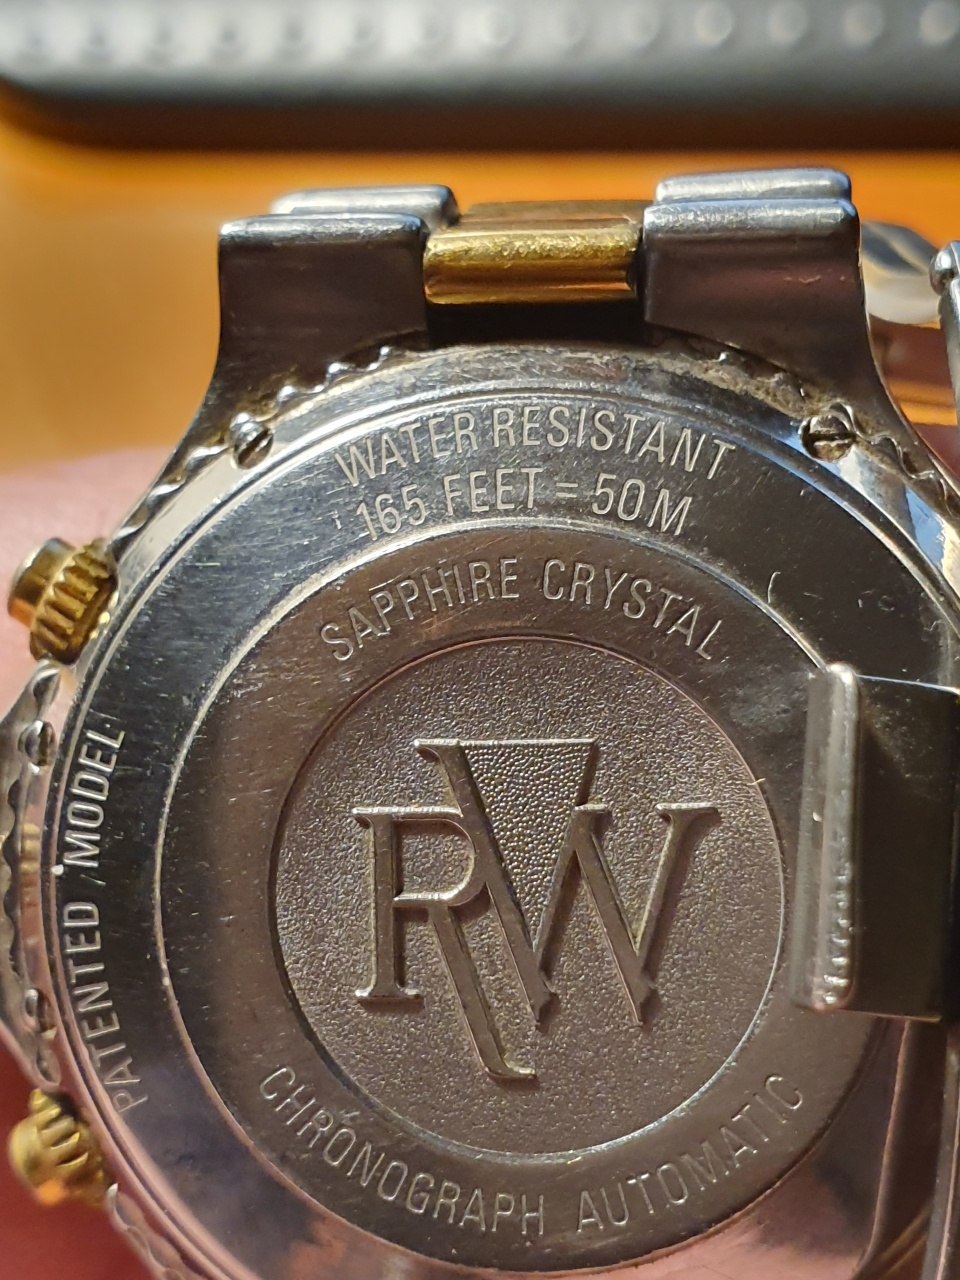 WATER RESISTANT
165 FEET = 50M
SAPPHIRE CRYSTAL
PATENTED MODEL
RW
CHRONOGRAPH AUTOMATIC